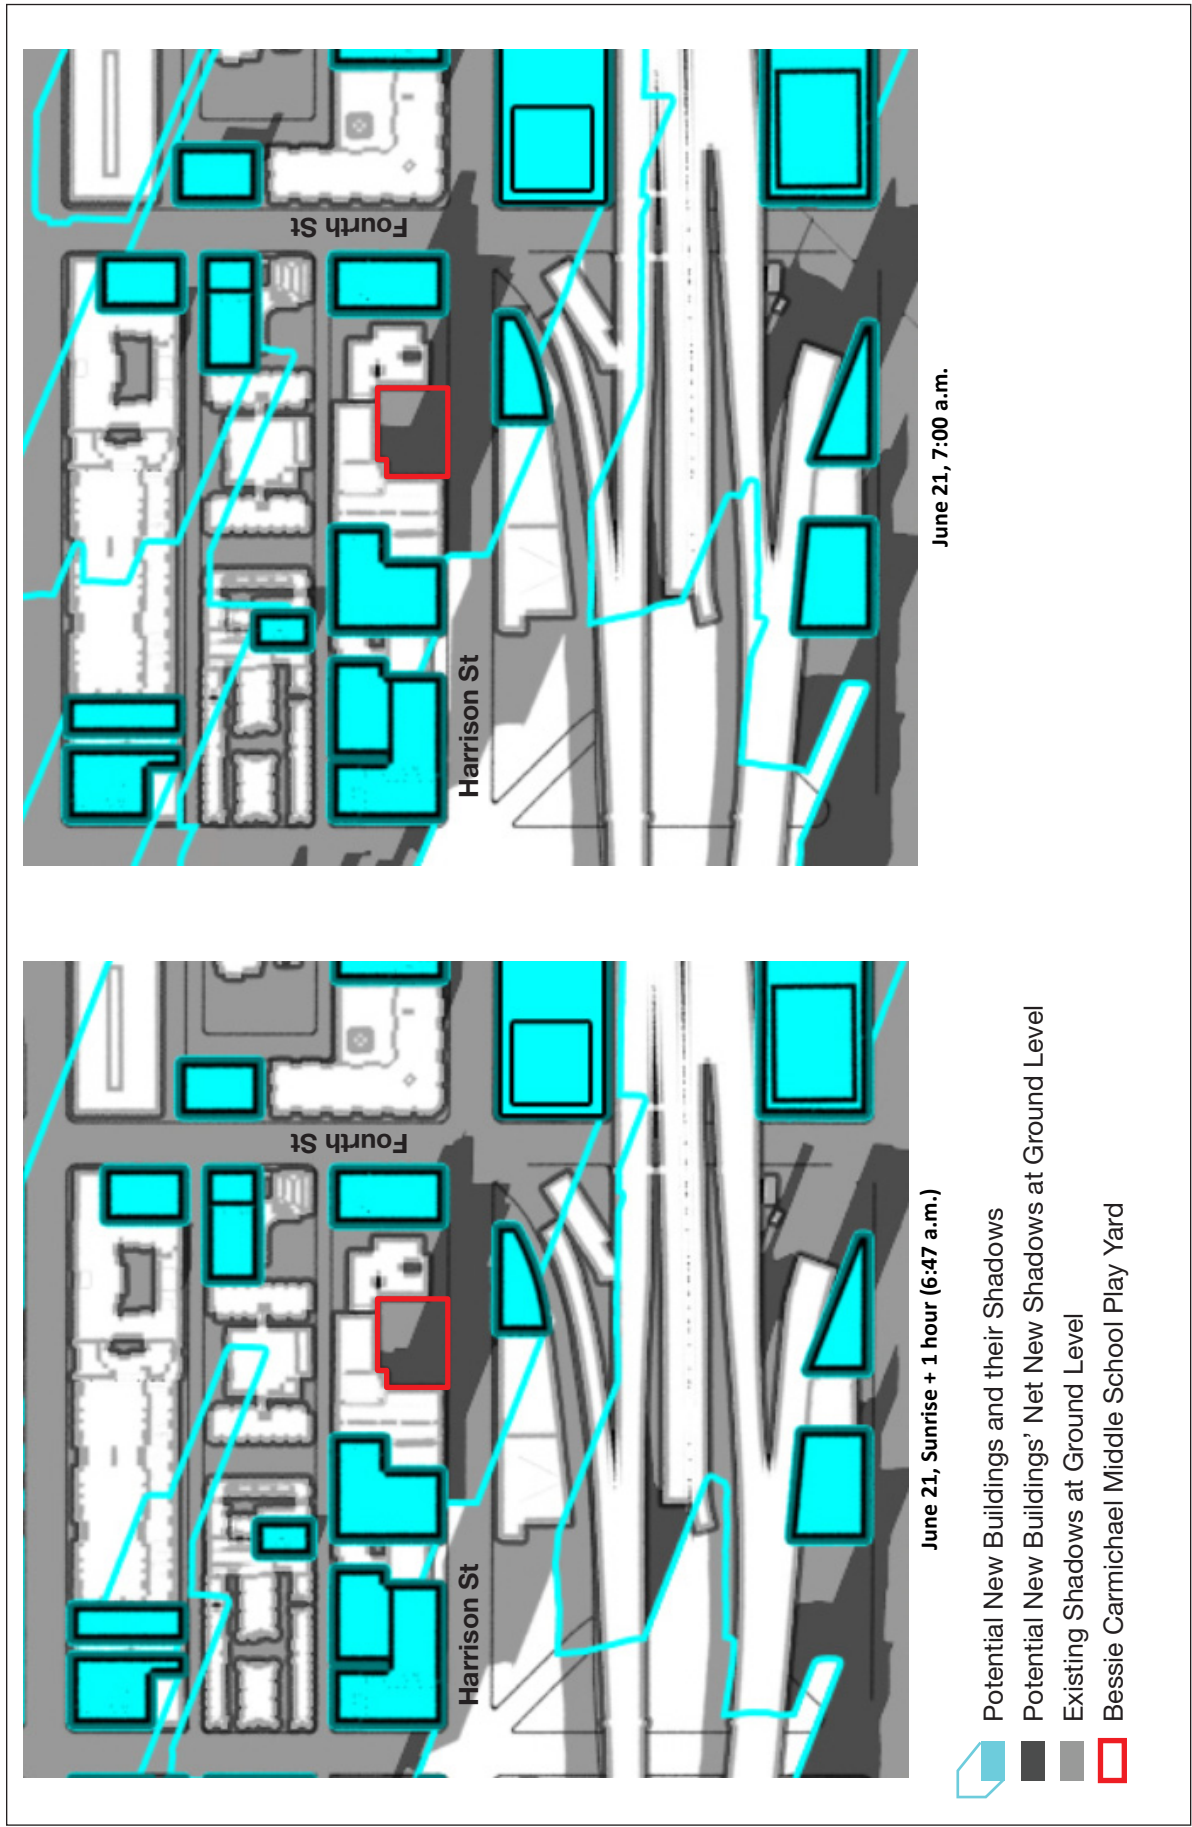 Fourth St
Harrison St
June 21, Sunrise + 1 hour (6:47 a.m.)
Fourth St
Harrison St
June 21, 7:00 a.m.
Potential New Buildings and their Shadows
Potential New Buildings' Net New Shadows at Ground Level
Existing Shadows at Ground Level
Bessie Carmichael Middle School Play Yard